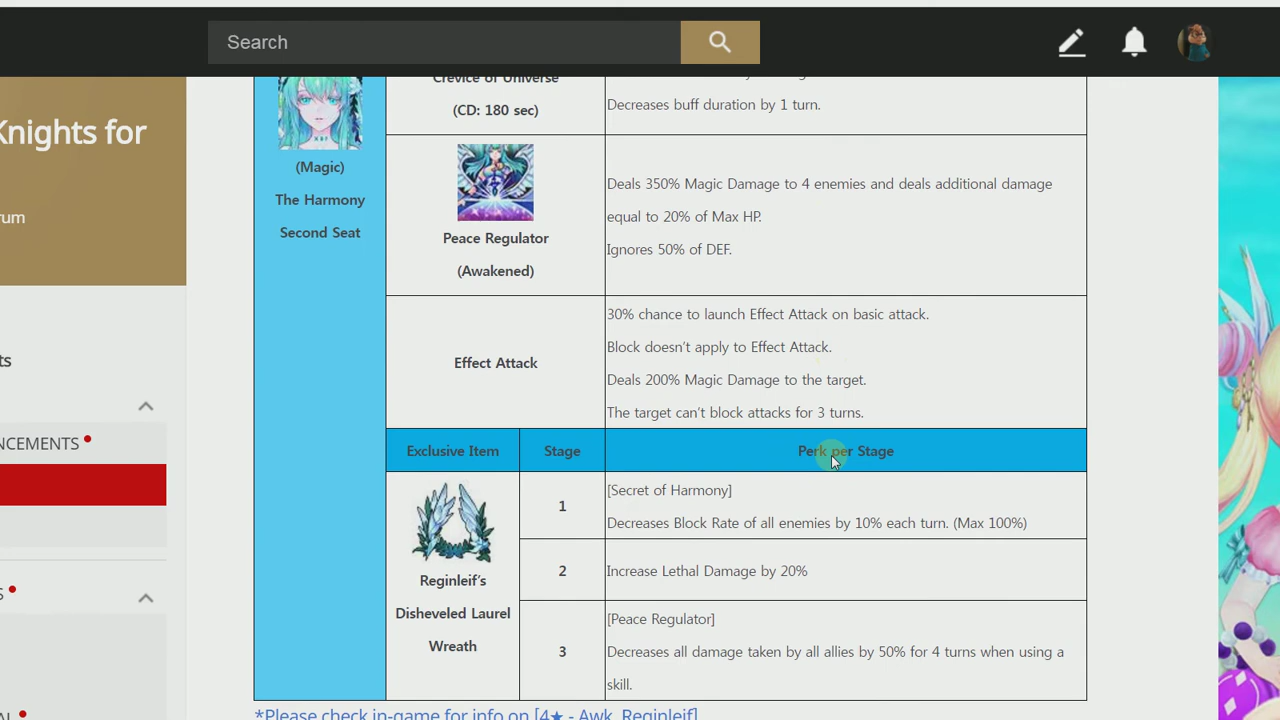 Search
Knights for
rum
ts
NCEMENTS
S
Crevice of Universe
(CD: 180 sec)
Decreases buff duration by 1 turn.
(Magic)
The Harmony
Second Seat
Peace Regulator
(Awakened)
Deals 350% Magic Damage to 4 enemies and deals additional damage
equal to 20% of Max HP.
Ignores 50% of DEF.
Effect Attack
30% chance to launch Effect Attack on basic attack.
Block doesn't apply to Effect Attack.
Deals 200% Magic Damage to the target.
The target can't block attacks for 3 turns.
Exclusive Item Stage Perk per Stage
Reginleif's
Disheveled Laurel
Wreath
1
[Secret of Harmony]
Decreases Block Rate of all enemies by 10% each turn. (Max 100%)
2
Increase Lethal Damage by 20%
3
[Peace Regulator]
Decreases all damage taken by all allies by 50% for 4 turns when using a
skill.
*Please check in-game for info on [4★ - Awk. Reginleif]